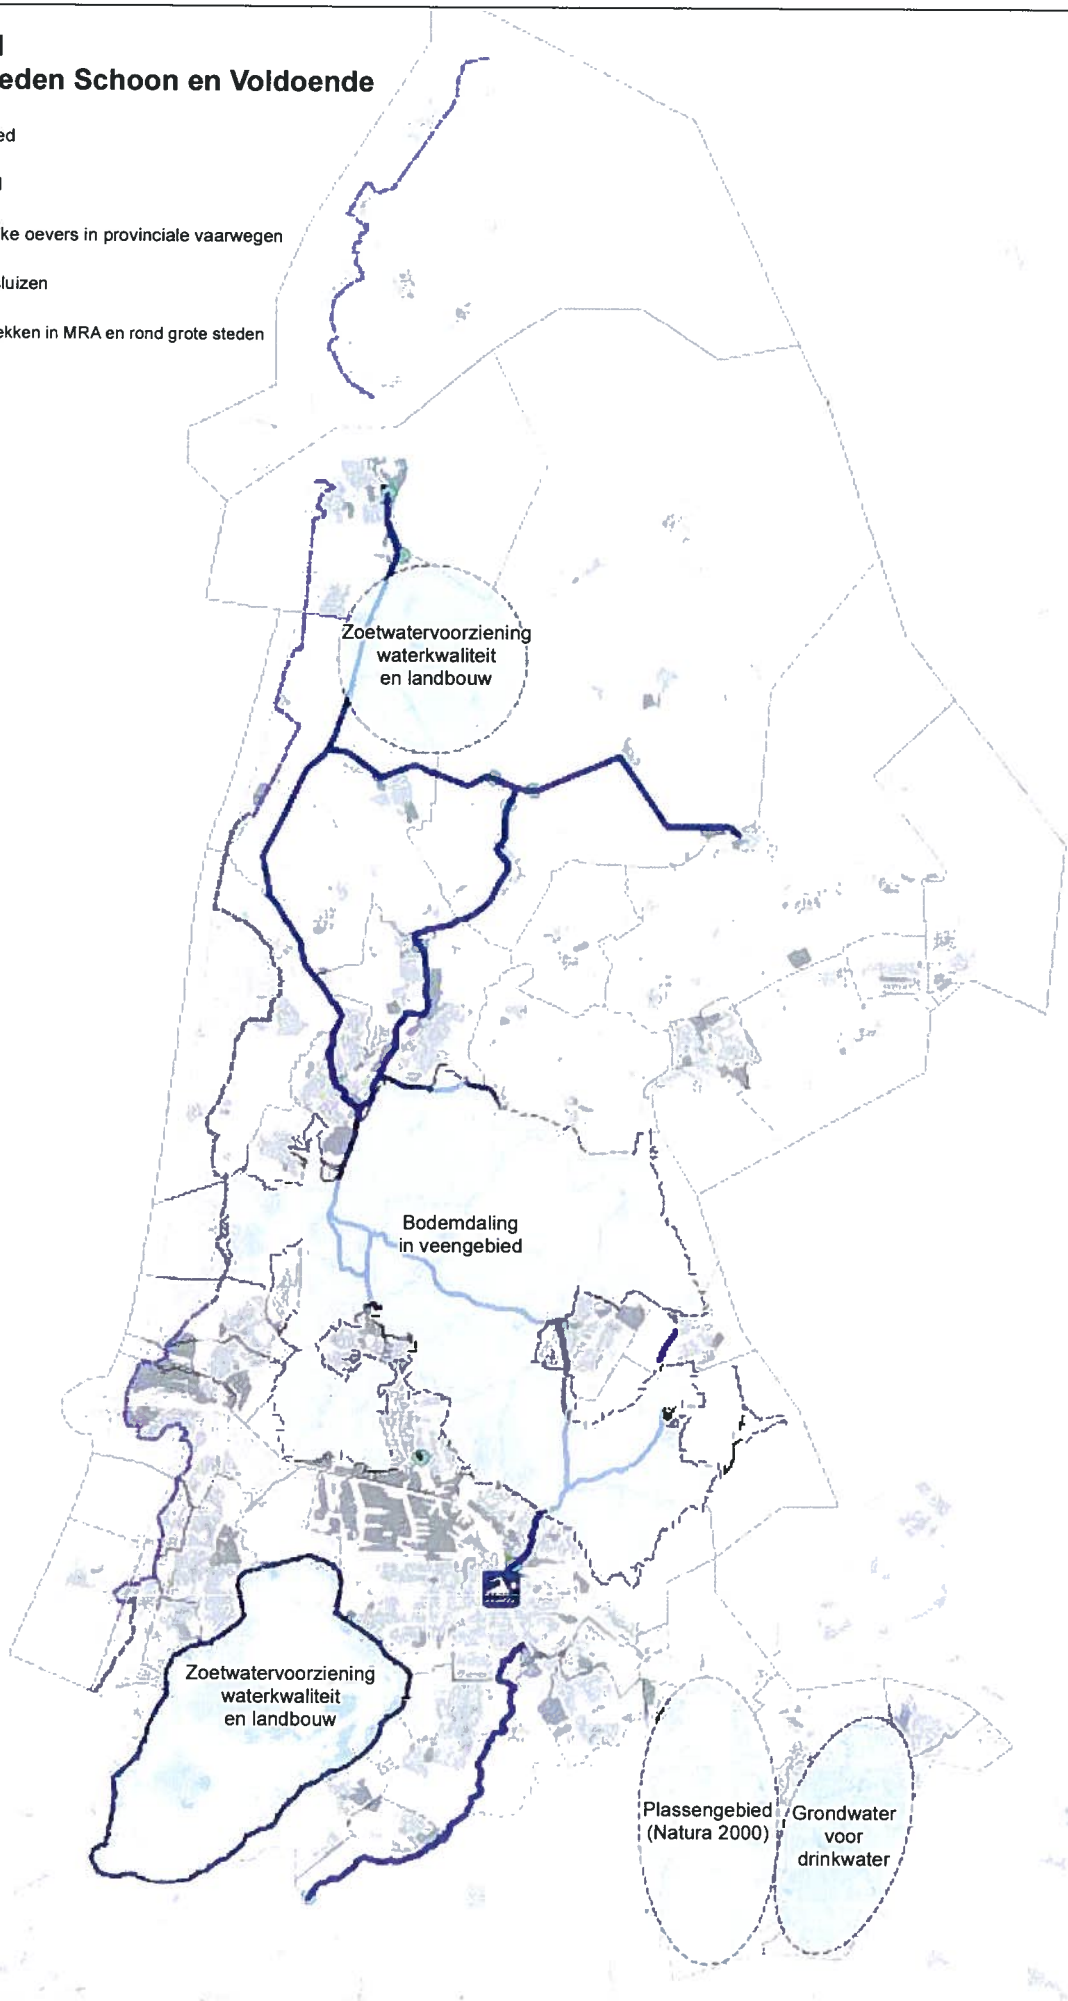 eden Schoon en Voldoende
ed
ke oevers in provinciale vaarwegen
luizen
ekken in MRA en rond grote steden
Zoetwatervoorziening
waterkwaliteit
en landbouw
Bodemdaling
in veengebied
Zoetwatervoorziening
waterkwaliteit
en landbouw
Plassengebied
(Natura 2000)
Grondwater
voor
drinkwater